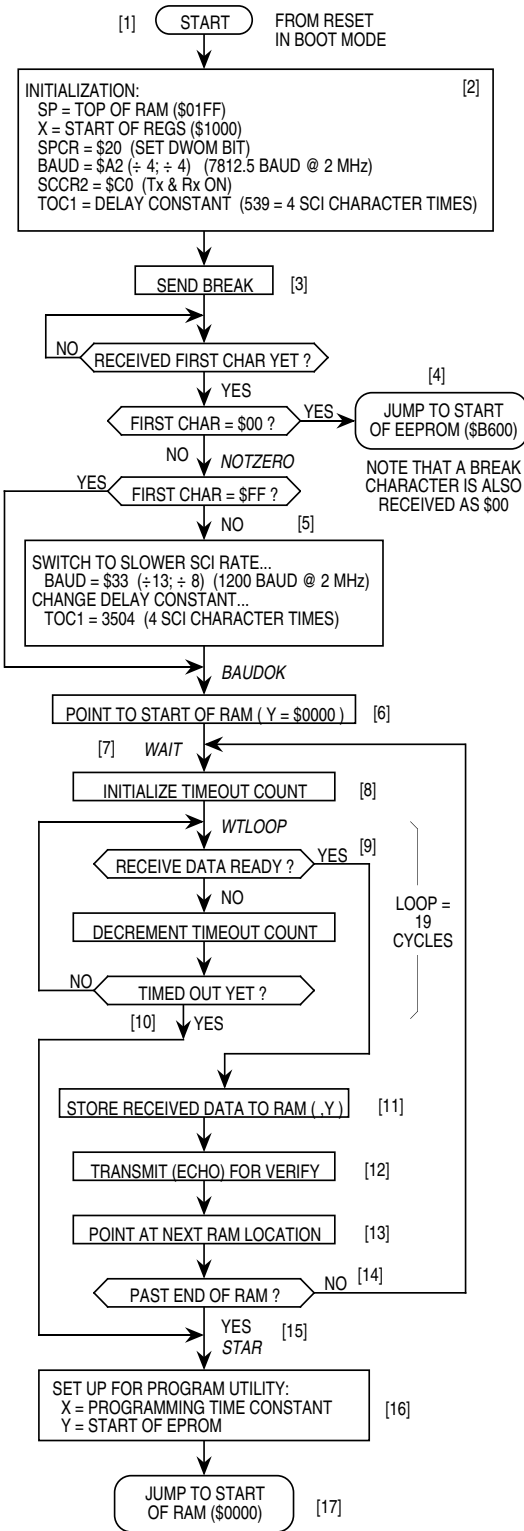 [1] START FROM RESET
IN BOOT MODE
[2]
INITIALIZATION:
SP = TOP OF RAM ($01FF)
X = START OF REGS ($1000)
SPCR = $20 (SET DWOM BIT)
BAUD = $A2 (÷ 4; ÷ 4) (7812.5 BAUD @ 2 MHz)
SCCR2 = $C0 (Tx & Rx ON)
TOC1 = DELAY CONSTANT (539 = 4 SCI CHARACTER TIMES)
SEND BREAK [3]
NO
RECEIVED FIRST CHAR YET ?
YES
[4]
FIRST CHAR = $00 ? YES
JUMP TO START
OF EEPROM ($B600)
NOTE THAT A BREAK
CHARACTER IS ALSO
RECEIVED AS $00
NO NOTZERO
YES
FIRST CHAR = $FF ?
NO [5]
SWITCH TO SLOWER SCI RATE...
BAUD = $33 (÷13; ÷ 8) (1200 BAUD @ 2 MHz)
CHANGE DELAY CONSTANT...
TOC1 = 3504 (4 SCI CHARACTER TIMES)
BAUDOK
POINT TO START OF RAM ( Y = $0000 ) [6]
[7] WAIT
INITIALIZE TIMEOUT COUNT [8]
WTLOOP
RECEIVE DATA READY ? YES [9]
NO
DECREMENT TIMEOUT COUNT
LOOP =
19
CYCLES
NO
TIMED OUT YET ?
[10] YES
STORE RECEIVED DATA TO RAM ( ,Y ) [11]
TRANSMIT (ECHO) FOR VERIFY [12]
POINT AT NEXT RAM LOCATION [13]
PAST END OF RAM ? NO [14]
YES [15]
STAR
SET UP FOR PROGRAM UTILITY:
X = PROGRAMMING TIME CONSTANT
Y = START OF EPROM
[16]
JUMP TO START
OF RAM ($0000)
[17]